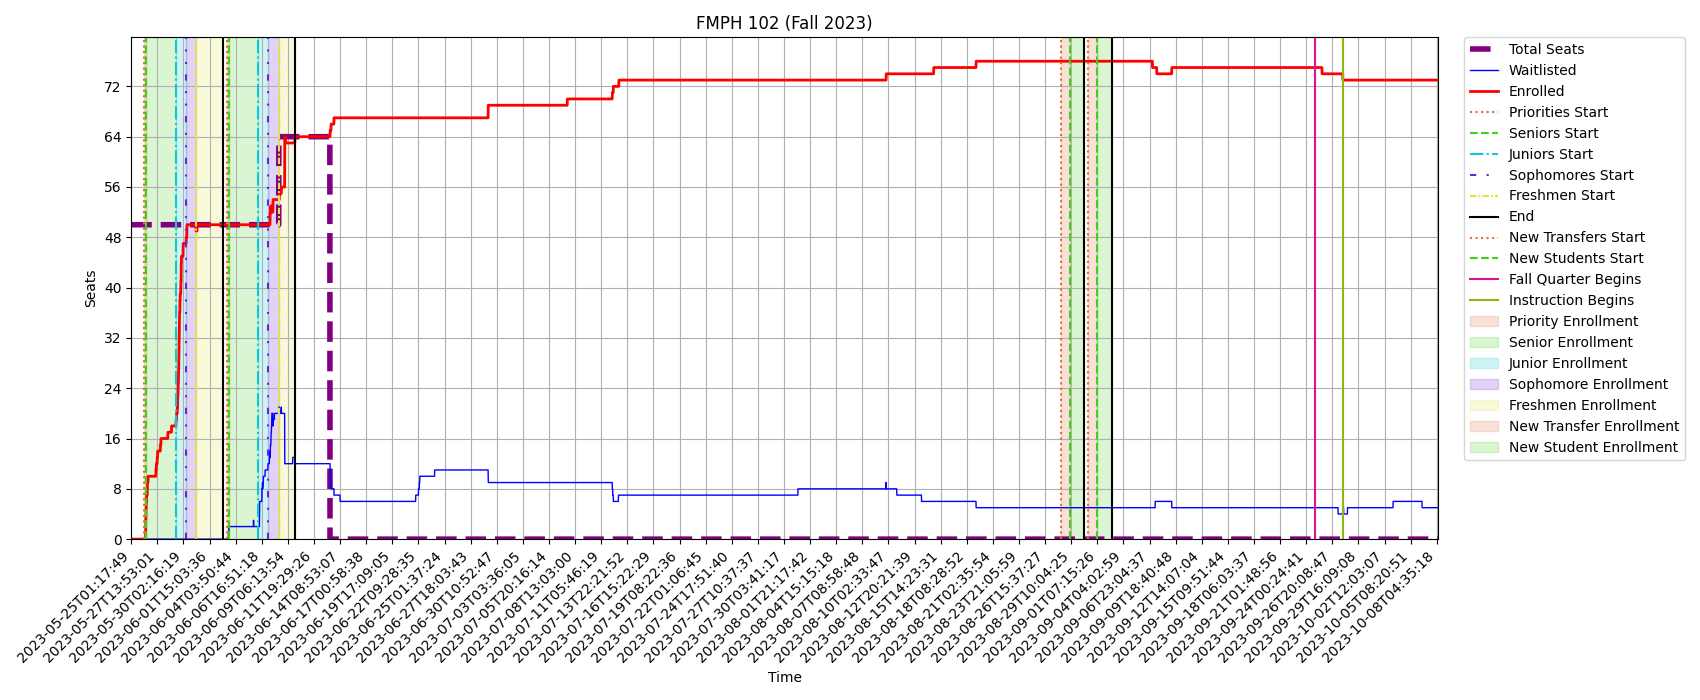 FMPH 102 (Fall 2023)
Seats
72
64
56
48
40
32
24
16
8
0
2023-05-25T01:17:49
2023-05-27T13:53:01
2023-05-30T02:16:19
2023-06-01T15:03:36
2023-06-04T03:50:44
2023-06-06T16:51:18
2023-06-09T06:13:54
2023-06-11T19:29:26
2023-06-14T08:53:07
2023-06-17T00:58:38
2023-06-19T17:09:05
2023-06-22T09:28:35
2023-06-25T01:37:24
2023-06-27T18:03:43
2023-06-30T10:52:47
2023-07-03T03:36:05
2023-07-05T20:16:14
2023-07-08T13:03:00
2023-07-11T05:46:19
2023-07-13T22:21:52
2023-07-16T15:22:29
2023-07-19T08:22:36
2023-07-22T01:06:45
2023-07-24T17:51:40
2023-07-27T10:37:37
2023-07-30T03:41:17
2023-08-01T21:17:42
2023-08-04T15:15:18
2023-08-07T08:58:49
2023-08-10T02:33:47
2023-08-12T20:21:39
2023-08-15T14:23:31
2023-08-18T08:28:52
2023-08-21T02:35:54
2023-08-23T21:05:59
2023-08-26T15:37:27
2023-08-29T10:04:25
2023-09-01T07:15:26
2023-09-04T04:02:59
2023-09-06T23:04:37
2023-09-09T18:40:48
2023-09-12T14:07:04
2023-09-15T09:51:44
2023-09-18T06:03:37
2023-09-21T01:48:56
2023-09-24T00:24:41
2023-09-26T20:08:47
2023-09-29T16:09:08
2023-10-02T12:03:07
2023-10-05T08:20:51
2023-10-08T04:35:18
Time
Total Seats
Waitlisted
Enrolled
Priorities Start
Seniors Start
Juniors Start
Sophomores Start
Freshmen Start
End
New Transfers Start
New Students Start
Fall Quarter Begins
Instruction Begins
Priority Enrollment
Senior Enrollment
Junior Enrollment
Sophomore Enrollment
Freshmen Enrollment
New Transfer Enrollment
New Student Enrollment